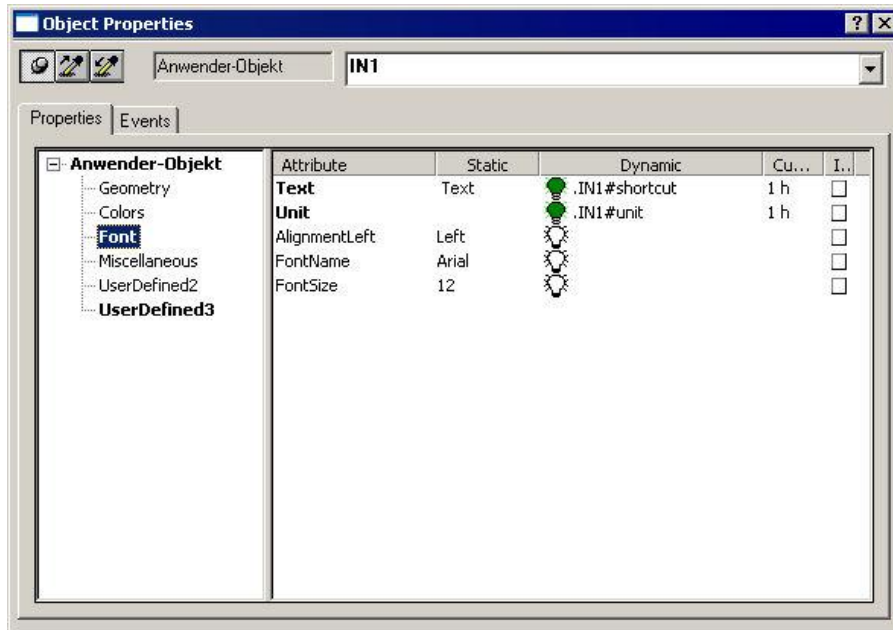 Object Properties
Anwender-Objekt IN1
Properties Events
Anwender-Objekt
Geometry
Colors
Font
Miscellaneous
UserDefined2
UserDefined3
Attribute Static Dynamic Cu... I..
Text Text .IN1#shortcut 1 h
Unit .IN1#unit 1 h
AlignmentLeft Left
FontName Arial
FontSize 12